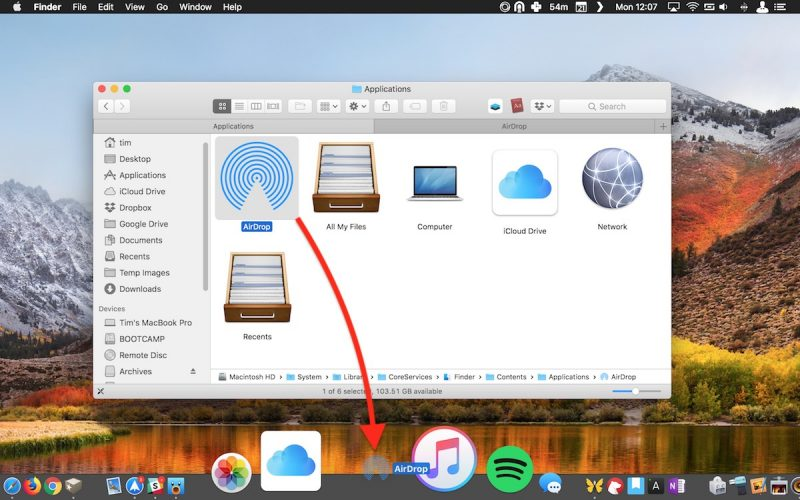 Finder File Edit View Go Window Help 54m 21 Mon 12:07
Applications
Search
Applications AirDrop
tim
Desktop
Applications
iCloud Drive
Dropbox
Google Drive
Documents
Recents
Temp Images
Downloads
Devices
Tim's MacBook Pro
BOOTCAMP
Remote Disc
Archives
AirDrop All My Files Computer iCloud Drive Network
Recents
Macintosh HD System Library CoreServices Finder Contents Applications AirDrop
1 of 6 selected, 103.51 GB available
AirDrop